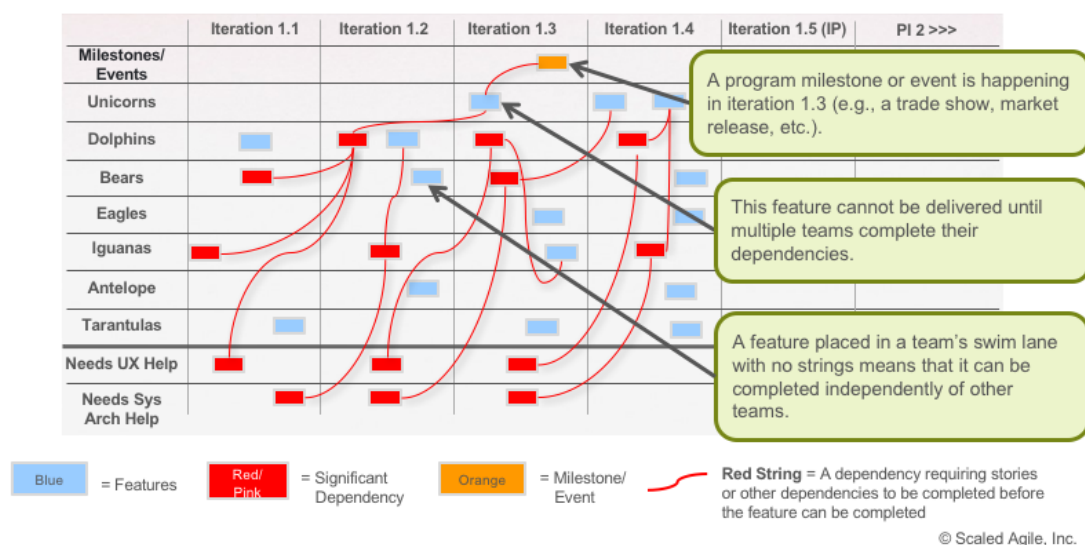 Iteration 1.1
Iteration 1.2
Iteration 1.3
Iteration 1.4
Iteration 1.5 (IP)
PI 2 >>>
Milestones/
Events
Unicorns
Dolphins
Bears
Eagles
Iguanas
Antelope
Tarantulas
Needs UX Help
Needs Sys
Arch Help
A program milestone or event is happening
in iteration 1.3 (e.g., a trade show, market
release, etc.).
This feature cannot be delivered until
multiple teams complete their
dependencies.
A feature placed in a team's swim lane
with no strings means that it can be
completed independently of other
teams.
Blue
= Features
Red/
Pink
= Significant
Dependency
Orange
= Milestone/
Event
Red String = A dependency requiring stories
or other dependencies to be completed before
the feature can be completed
© Scaled Agile, Inc.